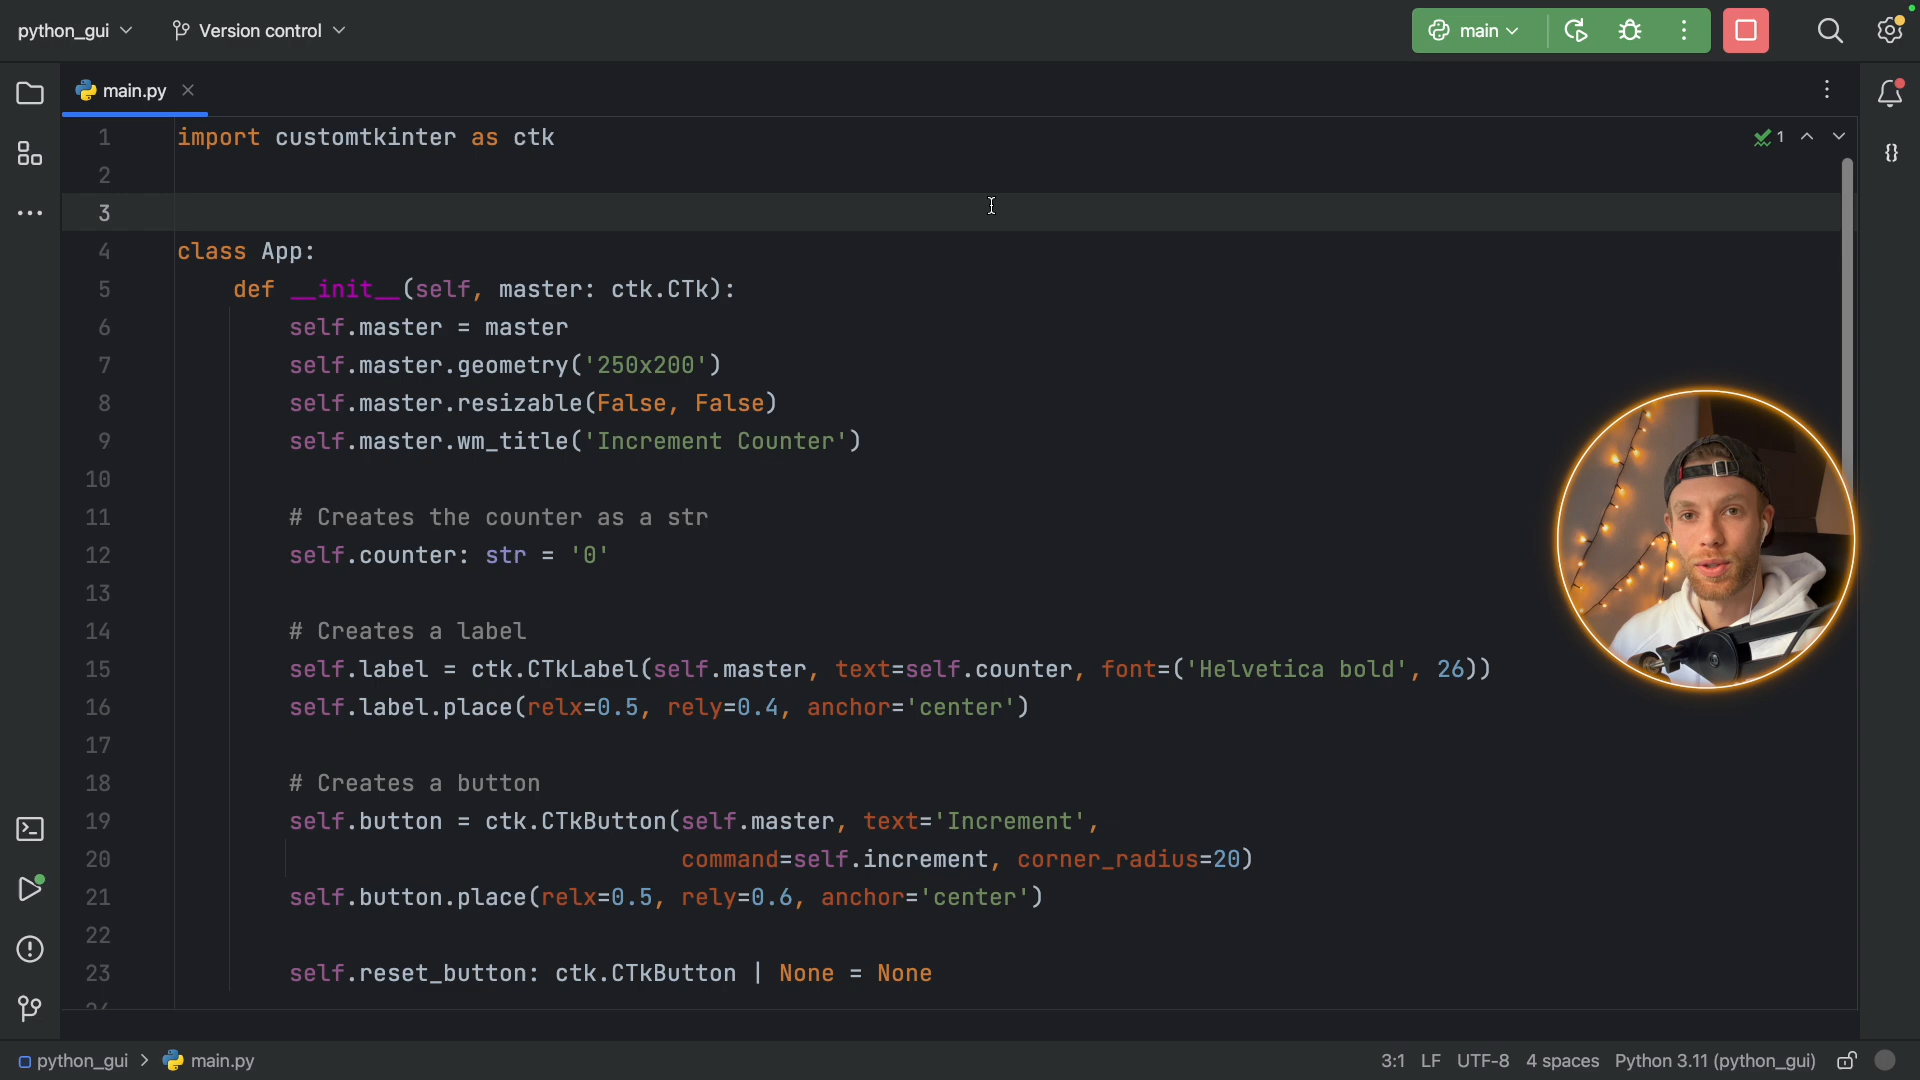 python_gui
Version control
main
main.py
1
1 import customtkinter as ctk
2
3
4 class App:
5 def __init__(self, master: ctk.CTk):
6 self.master = master
7 self.master.geometry('250x200')
8 self.master.resizable(False, False)
9 self.master.wm_title('Increment Counter')
10
11 # Creates the counter as a str
12 self.counter: str = '0'
13
14 # Creates a label
15 self.label = ctk.CTkLabel(self.master, text=self.counter, font=('Helvetica bold', 26))
16 self.label.place(relx=0.5, rely=0.4, anchor='center')
17
18 # Creates a button
19 self.button = ctk.CTkButton(self.master, text='Increment',
20 command=self.increment, corner_radius=20)
21 self.button.place(relx=0.5, rely=0.6, anchor='center')
22
23 self.reset_button: ctk.CTkButton | None = None
python_gui > main.py
3:1 LF UTF-8 4 spaces Python 3.11 (python_gui)